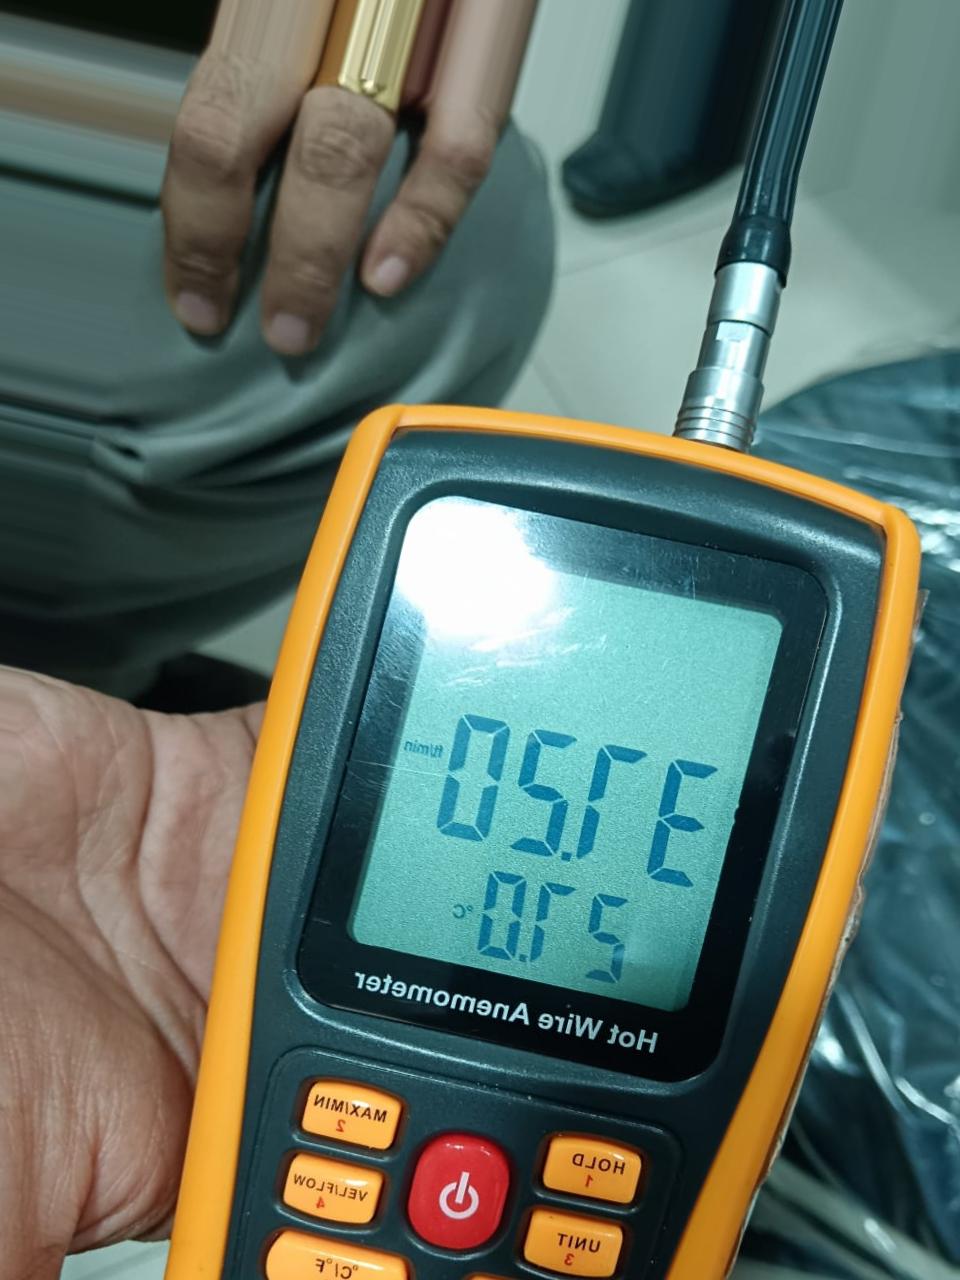 37.20 ft/min
27.0 °C
Hot Wire Anemometer
HOLD
1
MAX/MIN
2
UNIT
3
VEL/FLOW
4
°C/°F